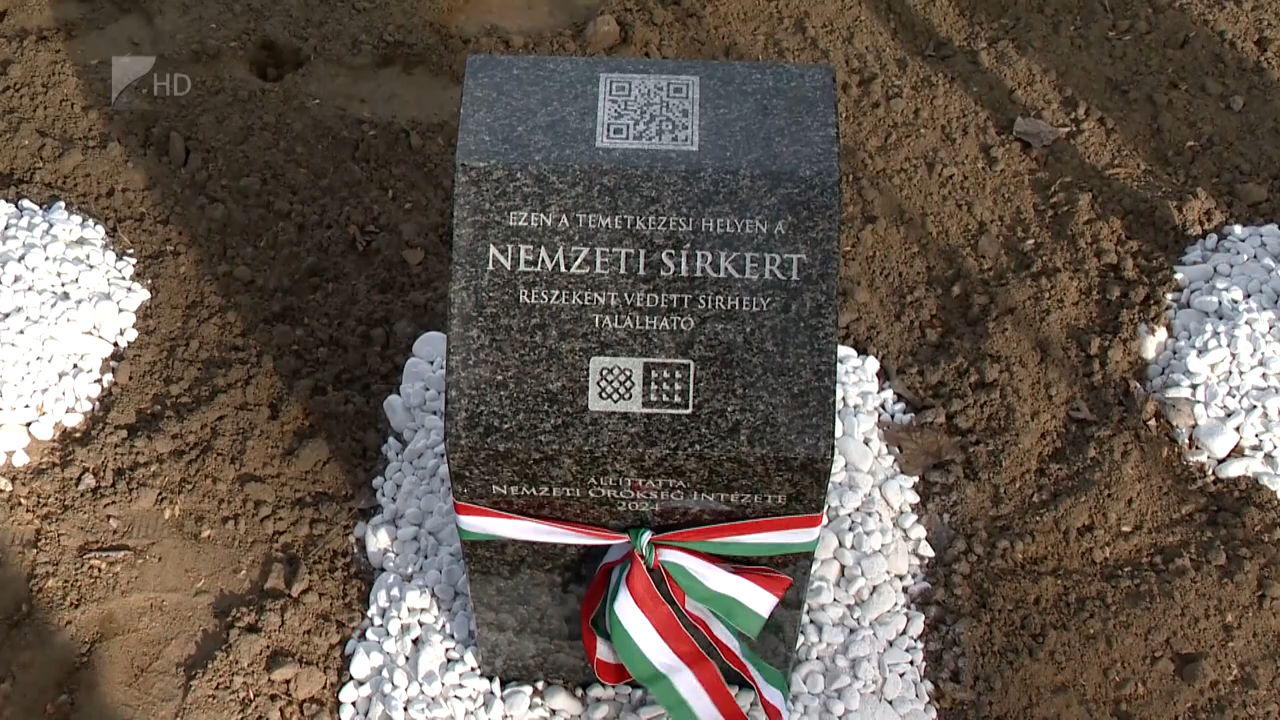 HD
EZEN A TEMETKEZÉSI HELYEN A
NEMZETI SÍRKERT
RÉSZEKÉNT VÉDETT SÍRHELY
TALÁLHATÓ
ÁLLÍTTATTA:
NEMZETI ÖRÖKSÉG INTÉZETE
2024